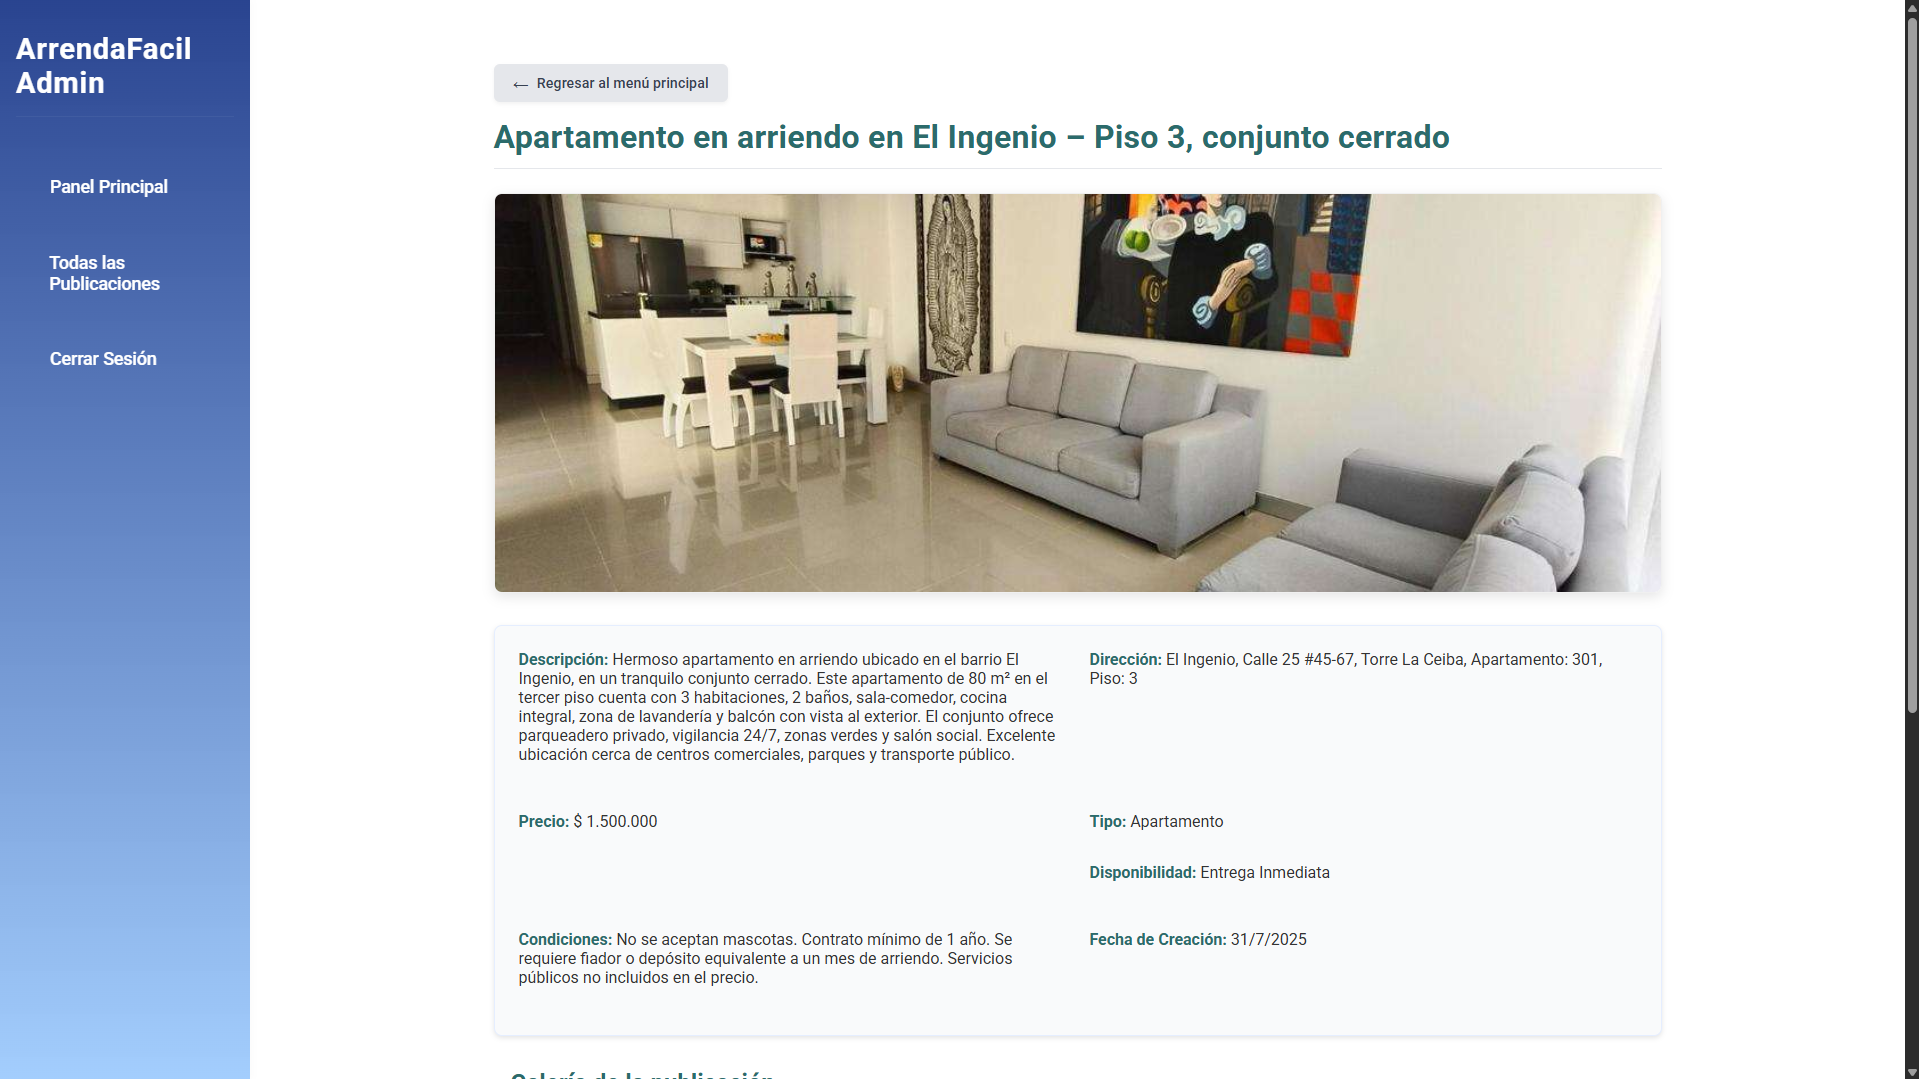 ArrendaFacil
Admin
Panel Principal
Todas las
Publicaciones
Cerrar Sesión
← Regresar al menú principal
Apartamento en arriendo en El Ingenio – Piso 3, conjunto cerrado
Descripción: Hermoso apartamento en arriendo ubicado en el barrio El
Ingenio, en un tranquilo conjunto cerrado. Este apartamento de 80 m² en el
tercer piso cuenta con 3 habitaciones, 2 baños, sala-comedor, cocina
integral, zona de lavandería y balcón con vista al exterior. El conjunto ofrece
parqueadero privado, vigilancia 24/7, zonas verdes y salón social. Excelente
ubicación cerca de centros comerciales, parques y transporte público.
Dirección: El Ingenio, Calle 25 #45-67, Torre La Ceiba, Apartamento: 301,
Piso: 3
Precio: $ 1.500.000
Tipo: Apartamento
Disponibilidad: Entrega Inmediata
Condiciones: No se aceptan mascotas. Contrato mínimo de 1 año. Se
requiere fiador o depósito equivalente a un mes de arriendo. Servicios
públicos no incluidos en el precio.
Fecha de Creación: 31/7/2025
Galería de la publicación